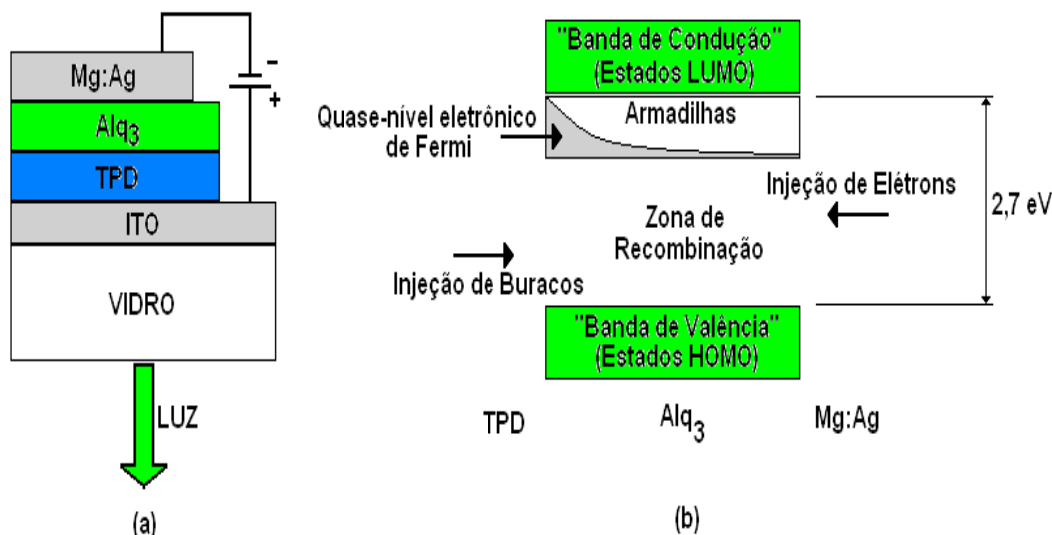 Mg:Ag
Alq3
TPD
ITO
VIDRO
LUZ
-
+
(a)
"Banda de Condução"
(Estados LUMO)
Armadilhas
Quase-nível eletrônico
de Fermi
Injeção de Elétrons
2,7 eV
Zona de
Recombinação
Injeção de Buracos
"Banda de Valência"
(Estados HOMO)
TPD
Alq3
Mg:Ag
(b)